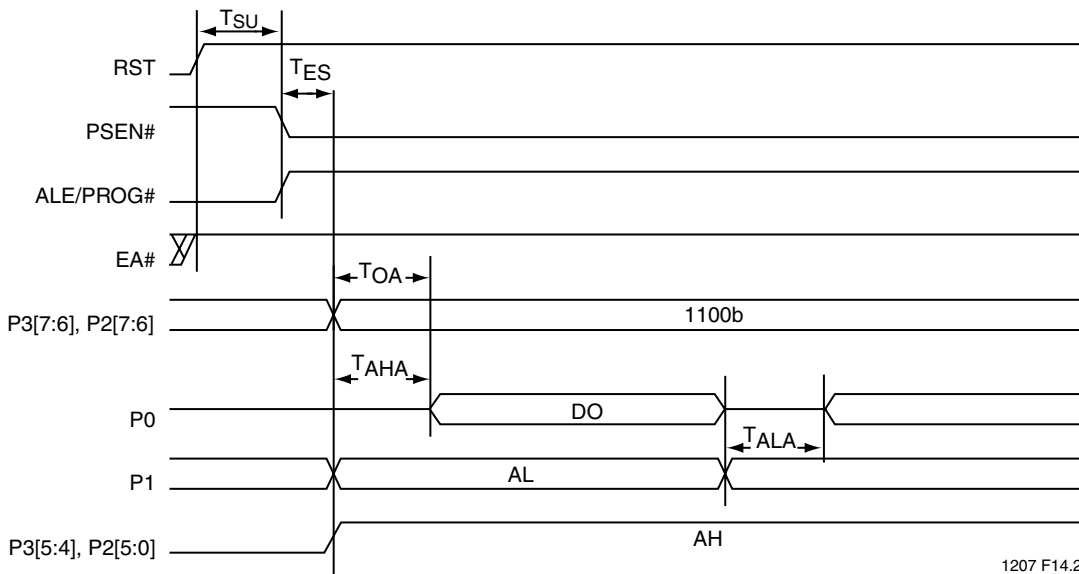 TSU
RST
TES
PSEN#
ALE/PROG#
EA#
TOA
P3[7:6], P2[7:6]
1100b
TAHA
P0
DO
TALA
P1
AL
P3[5:4], P2[5:0]
AH
1207 F14.2